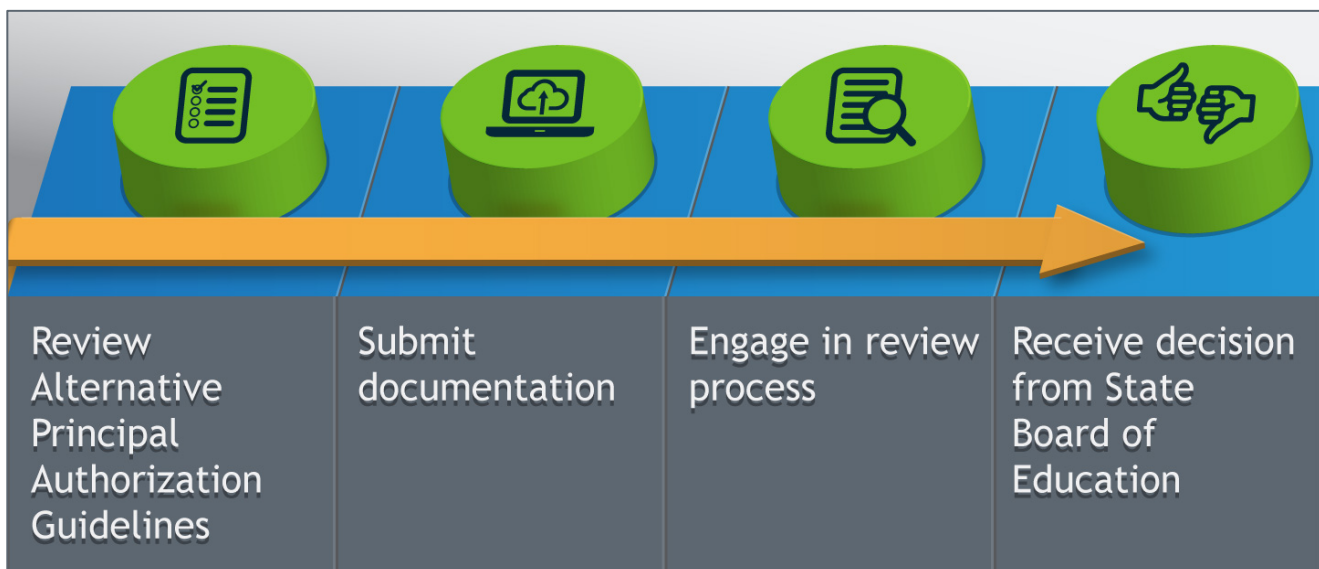 Review
Alternative
Principal
Authorization
Guidelines
Submit
documentation
Engage in review
process
Receive decision
from State
Board of
Education